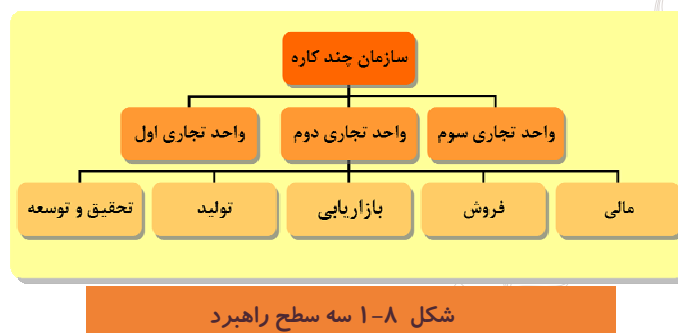 سازمان چند کاره
واحد تجاری سوم
واحد تجاری دوم
واحد تجاری اول
مالی
فروش
بازاریابی
تولید
تحقیق و توسعه
شکل ۸-۱ سه سطح راهبرد